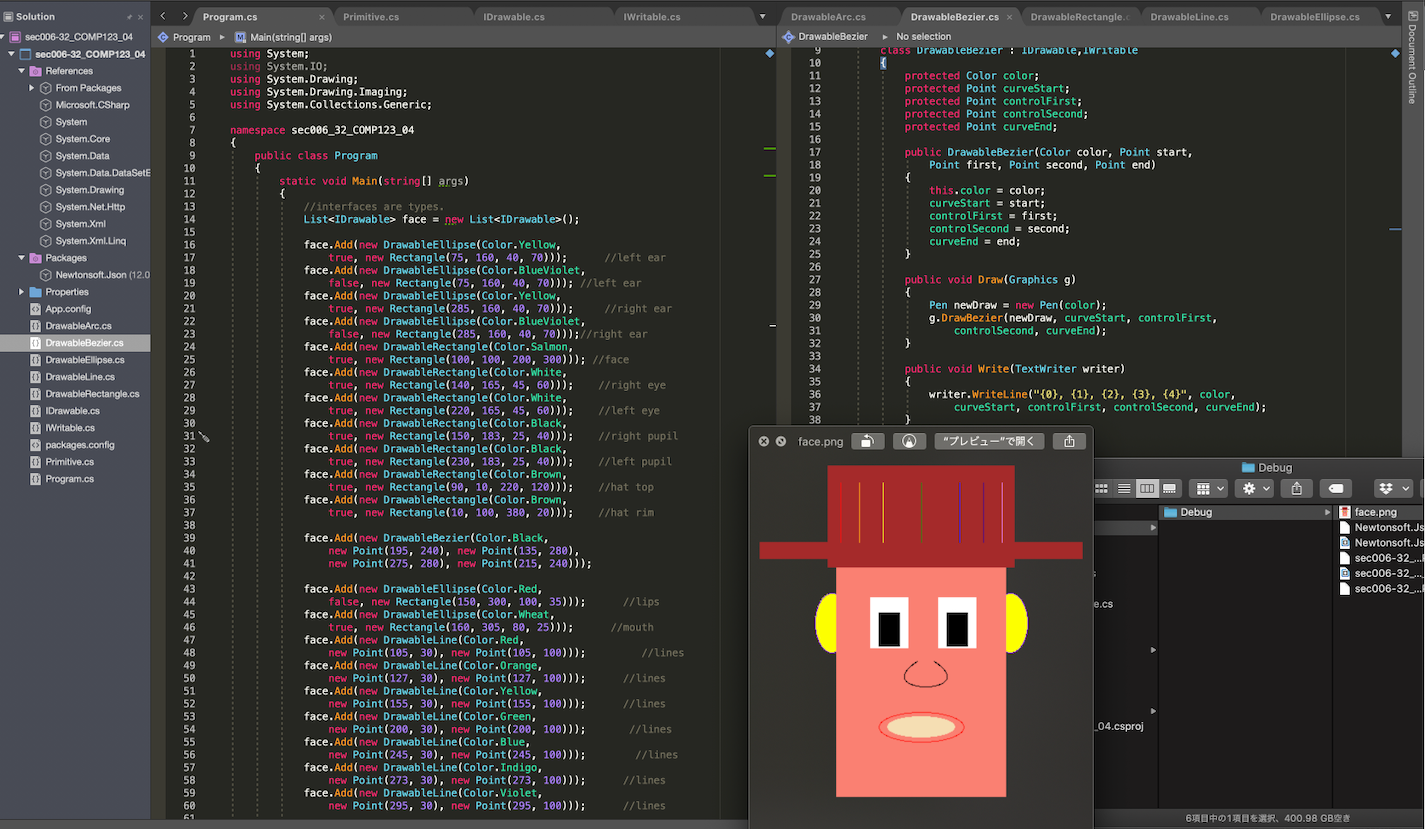 Solution
sec006-32_COMP123_04
sec006-32_COMP123_04
References
From Packages
Microsoft.CSharp
System
System.Core
System.Data
System.Data.DataSetE
System.Drawing
System.Net.Http
System.Xml
System.Xml.Linq
Packages
Newtonsoft.Json (12.0
Properties
App.config
DrawableArc.cs
DrawableBezier.cs
DrawableEllipse.cs
DrawableLine.cs
DrawableRectangle.cs
IDrawable.cs
IWritable.cs
packages.config
Primitive.cs
Program.cs
Program.cs Primitive.cs IDrawable.cs IWritable.cs
Program Main(string[] args)
1 using System;
2 using System.IO;
3 using System.Drawing;
4 using System.Drawing.Imaging;
5 using System.Collections.Generic;
6
7 namespace sec006_32_COMP123_04
8 {
9 public class Program
10 {
11 static void Main(string[] args)
12 {
13 //interfaces are types.
14 List<IDrawable> face = new List<IDrawable>();
15
16 face.Add(new DrawableEllipse(Color.Yellow,
17 true, new Rectangle(75, 160, 40, 70))); //left ear
18 face.Add(new DrawableEllipse(Color.BlueViolet,
19 false, new Rectangle(75, 160, 40, 70))); //left ear
20 face.Add(new DrawableEllipse(Color.Yellow,
21 true, new Rectangle(285, 160, 40, 70))); //right ear
22 face.Add(new DrawableEllipse(Color.BlueViolet,
23 false, new Rectangle(285, 160, 40, 70)));//right ear
24 face.Add(new DrawableRectangle(Color.Salmon,
25 true, new Rectangle(100, 100, 200, 300))); //face
26 face.Add(new DrawableRectangle(Color.White,
27 true, new Rectangle(140, 165, 45, 60))); //right eye
28 face.Add(new DrawableRectangle(Color.White,
29 true, new Rectangle(220, 165, 45, 60))); //left eye
30 face.Add(new DrawableRectangle(Color.Black,
31 true, new Rectangle(150, 183, 25, 40))); //right pupil
32 face.Add(new DrawableRectangle(Color.Black,
33 true, new Rectangle(230, 183, 25, 40))); //left pupil
34 face.Add(new DrawableRectangle(Color.Brown,
35 true, new Rectangle(90, 10, 220, 120))); //hat top
36 face.Add(new DrawableRectangle(Color.Brown,
37 true, new Rectangle(10, 100, 380, 20))); //hat rim
38
39 face.Add(new DrawableBezier(Color.Black,
40 new Point(195, 240), new Point(135, 280),
41 new Point(275, 280), new Point(215, 240)));
42
43 face.Add(new DrawableEllipse(Color.Red,
44 false, new Rectangle(150, 300, 100, 35))); //lips
45 face.Add(new DrawableEllipse(Color.Wheat,
46 true, new Rectangle(160, 305, 80, 25))); //mouth
47 face.Add(new DrawableLine(Color.Red,
48 new Point(105, 30), new Point(105, 100))); //lines
49 face.Add(new DrawableLine(Color.Orange,
50 new Point(127, 30), new Point(127, 100))); //lines
51 face.Add(new DrawableLine(Color.Yellow,
52 new Point(155, 30), new Point(155, 100))); //lines
53 face.Add(new DrawableLine(Color.Green,
54 new Point(200, 30), new Point(200, 100))); //lines
55 face.Add(new DrawableLine(Color.Blue,
56 new Point(245, 30), new Point(245, 100))); //lines
57 face.Add(new DrawableLine(Color.Indigo,
58 new Point(273, 30), new Point(273, 100))); //lines
59 face.Add(new DrawableLine(Color.Violet,
60 new Point(295, 30), new Point(295, 100))); //lines
61
DrawableArc.cs DrawableBezier.cs DrawableRectangle.c DrawableLine.cs DrawableEllipse.cs
DrawableBezier No selection
9 class DrawableBezier : IDrawable,IWritable
10 {
11 protected Color color;
12 protected Point curveStart;
13 protected Point controlFirst;
14 protected Point controlSecond;
15 protected Point curveEnd;
16
17 public DrawableBezier(Color color, Point start,
18 Point first, Point second, Point end)
19 {
20 this.color = color;
21 curveStart = start;
22 controlFirst = first;
23 controlSecond = second;
24 curveEnd = end;
25 }
26
27 public void Draw(Graphics g)
28 {
29 Pen newDraw = new Pen(color);
30 g.DrawBezier(newDraw, curveStart, controlFirst,
31 controlSecond, curveEnd);
32 }
33
34 public void Write(TextWriter writer)
35 {
36 writer.WriteLine("{0}, {1}, {2}, {3}, {4}", color,
37 curveStart, controlFirst, controlSecond, curveEnd);
38 }
Document Outline
face.png "プレビュー"で開く
Debug
Debug
face.png
Newtonsoft.Js
Newtonsoft.Js
sec006-32_...
sec006-32_...
sec006-32_...
e.cs
_04.csproj
6項目中の1項目を選択、400.98 GB空き